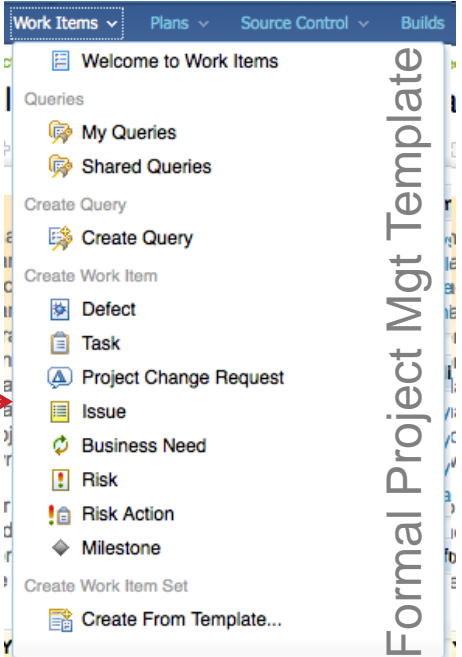 Work Items Plans Source Control Builds
Welcome to Work Items
Queries
My Queries
Shared Queries
Create Query
Create Query
Create Work Item
Defect
Task
Project Change Request
Issue
Business Need
Risk
Risk Action
Milestone
Create Work Item Set
Create From Template...
Formal Project Mgt Template